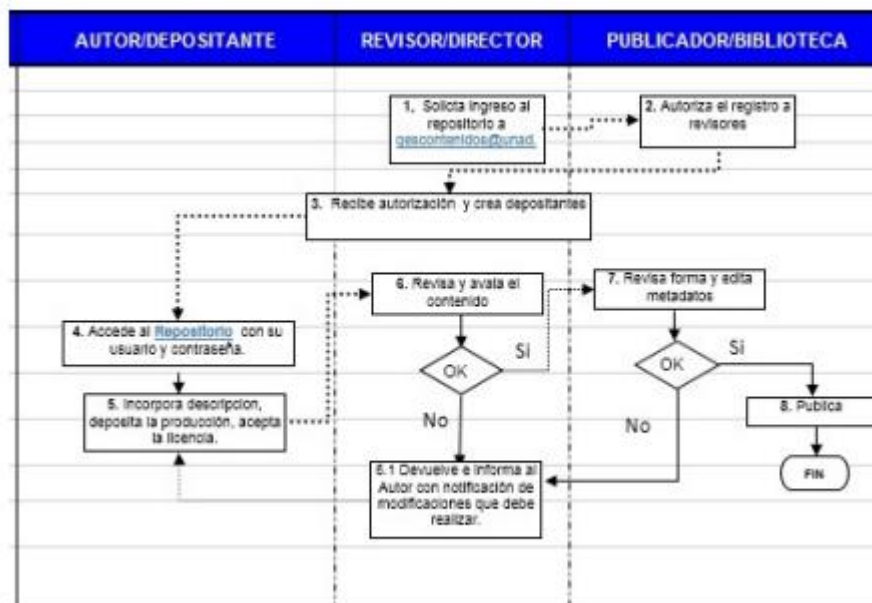 AUTOR/DEPOSITANTE
REVISOR/DIRECTOR
PUBLICADOR/BIBLIOTECA
1, Solicita ingreso al
repositorio a
gescontenidos@unad.
2. Autoriza el registro a
revisores
3. Recibe autorización y crea depositantes
4. Accede al Repositorio con su
usuario y contraseña.
5. Incorpora descripcion,
deposita la producción, acepta
la licencia.
6. Revisa y avala el
contenido
OK
Si
No
7. Revisa forma y edita
metadatos
OK
Si
No
8. Publica
FIN
5.1 Devuelve e informa al
Autor con notificación de
modificaciones que debe
realizar.